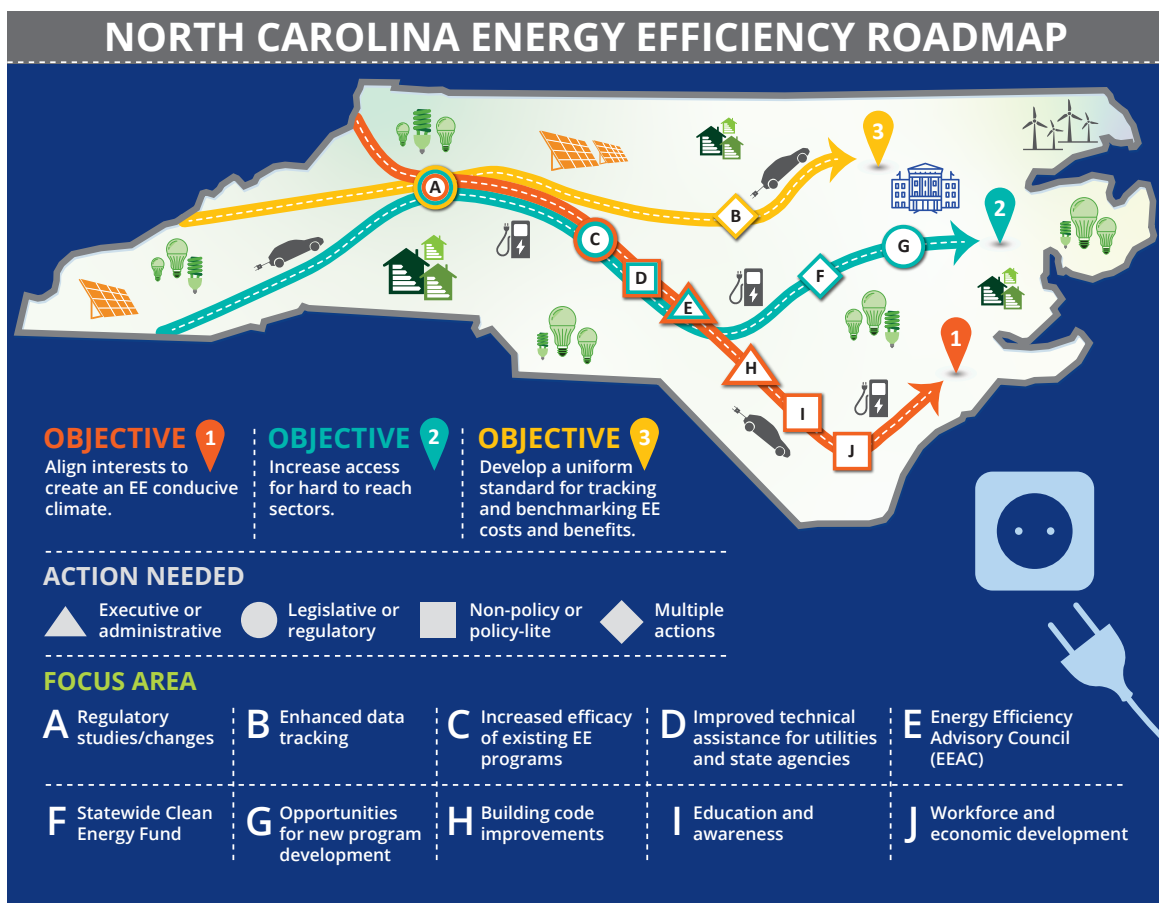 NORTH CAROLINA ENERGY EFFICIENCY ROADMAP
3
A
B
2
C
G
D
F
E
1
H
I
J
OBJECTIVE 1
Align interests to
create an EE conducive
climate.
OBJECTIVE 2
Increase access
for hard to reach
sectors.
OBJECTIVE 3
Develop a uniform
standard for tracking
and benchmarking EE
costs and benefits.
ACTION NEEDED
Executive or
administrative
Legislative or
regulatory
Non-policy or
policy-lite
Multiple
actions
FOCUS AREA
A Regulatory
studies/changes
B Enhanced data
tracking
C Increased efficacy
of existing EE
programs
D Improved technical
assistance for utilities
and state agencies
E Energy Efficiency
Advisory Council
(EEAC)
F Statewide Clean
Energy Fund
G Opportunities
for new program
development
H Building code
improvements
I Education and
awareness
J Workforce and
economic development